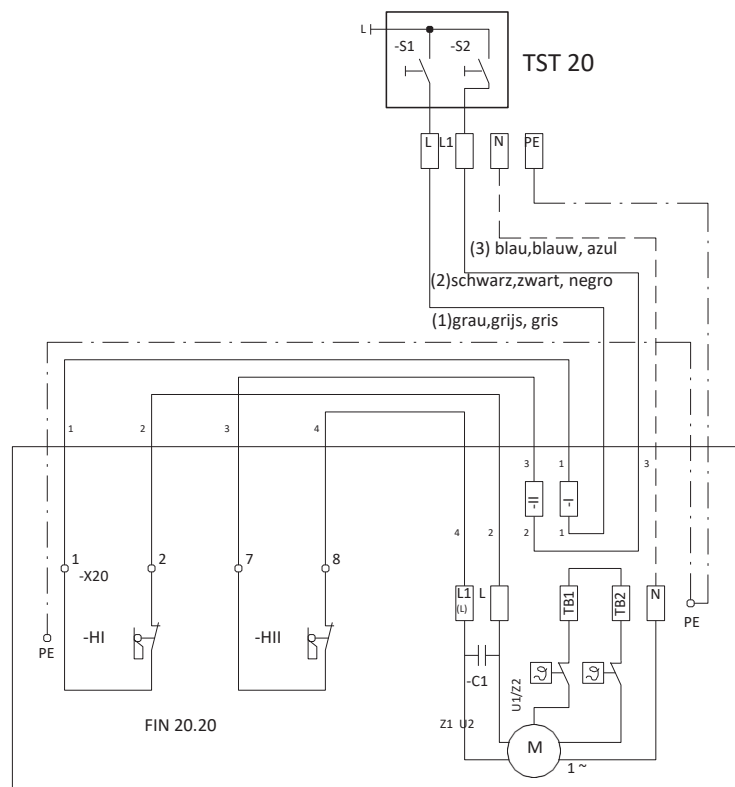 L
-S1
-S2
TST 20
L
L1
N
PE
(3) blau,blauw, azul
(2)schwarz,zwart, negro
(1)grau,grijs, gris
1
2
3
4
3
1
3
-II
-I
4
2
2
1
1
2
7
8
-X20
L1
(L)
L
TB1
TB2
N
PE
-HI
-HII
PE
-C1
U1/Z2
FIN 20.20
Z1 U2
M
1 ~